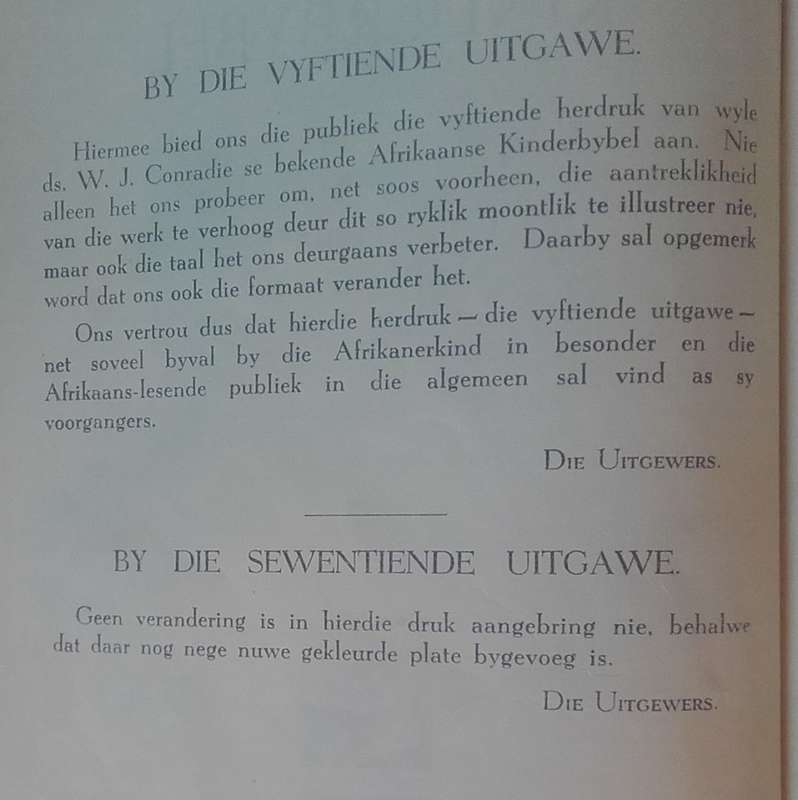 BY DIE VYFTIENDE UITGAWE.
Hiermee bied ons die publiek die vyftiende herdruk van wyle
ds. W. J. Conradie se bekende Afrikaanse Kinderbybel aan. Nie
alleen het ons probeer om, net soos voorheen, die aantreklikheid
van die werk te verhoog deur dit so ryklik moontlik te illustreer nie,
maar ook die taal het ons deurgaans verbeter. Daarby sal opgemerk
word dat ons ook die formaat verander het.
Ons vertrou dus dat hierdie herdruk — die vyftiende uitgawe —
net soveel byval by die Afrikanerkind in besonder en die
Afrikaans-lesende publiek in die algemeen sal vind as sy
voorgangers.
DIE UITGEWERS.
BY DIE SEWENTIENDE UITGAWE.
Geen verandering is in hierdie druk aangebring nie, behalwe
dat daar nog nege nuwe gekleurde plate bygevoeg is.
DIE UITGEWERS.